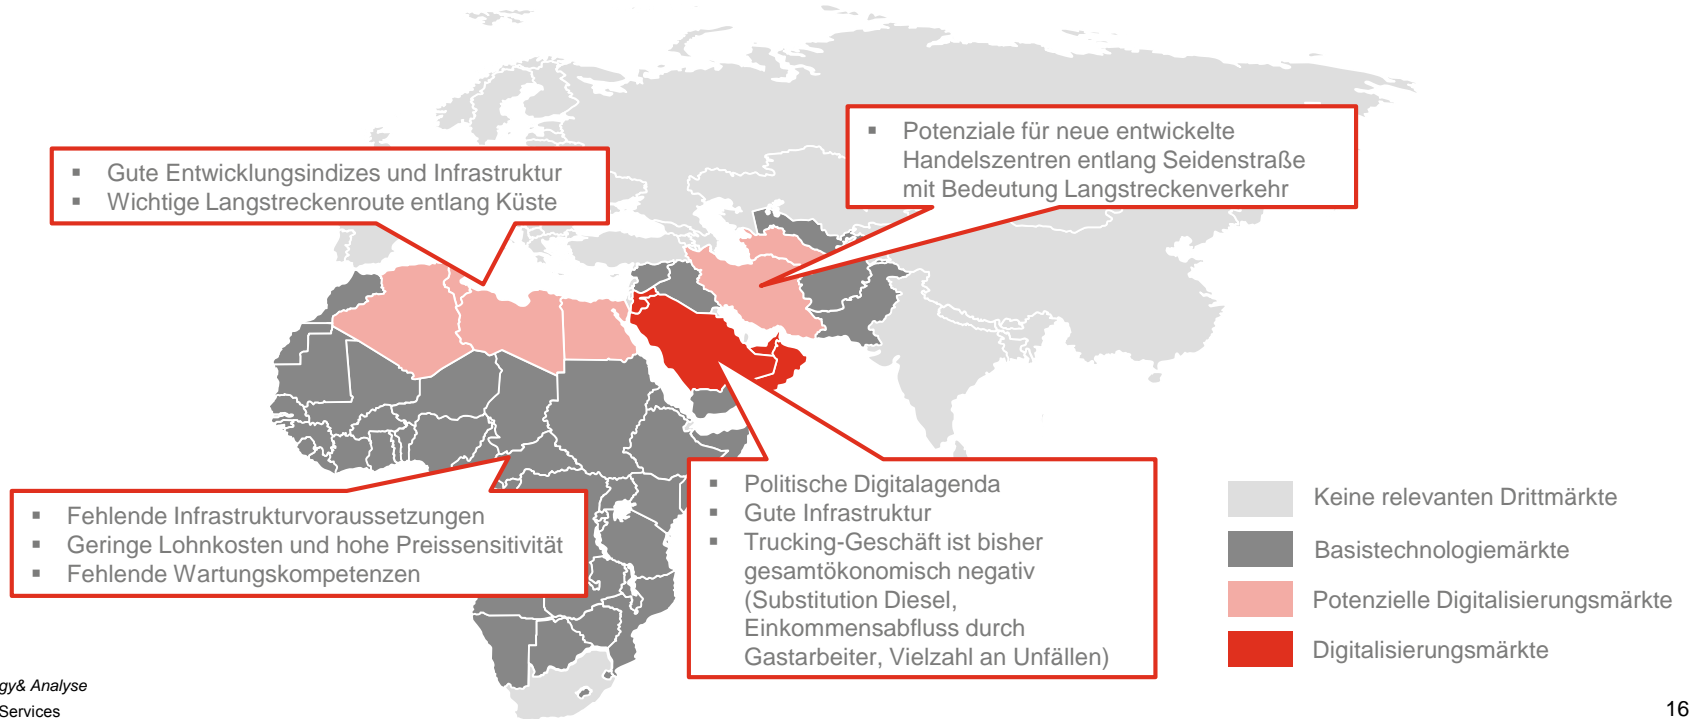 ▪ Potenziale für neue entwickelte
Handelszentren entlang Seidenstraße
mit Bedeutung Langstreckenverkehr
▪ Gute Entwicklungsindizes und Infrastruktur
▪ Wichtige Langstreckenroute entlang Küste
▪ Fehlende Infrastrukturvoraussetzungen
▪ Geringe Lohnkosten und hohe Preissensitivität
▪ Fehlende Wartungskompetenzen
▪ Politische Digitalagenda
▪ Gute Infrastruktur
▪ Trucking-Geschäft ist bisher
gesamtökonomisch negativ
(Substitution Diesel,
Einkommensabfluss durch
Gastarbeiter, Vielzahl an Unfällen)
Keine relevanten Drittmärkte
Basistechnologiemärkte
Potenzielle Digitalisierungsmärkte
Digitalisierungsmärkte
gy& Analyse
Services
16